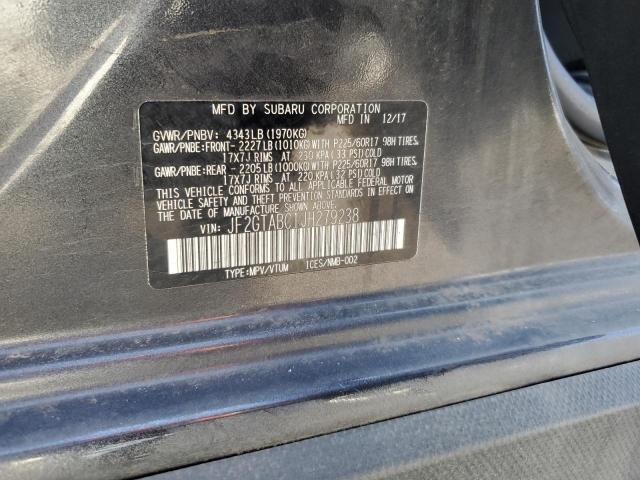 MFD BY SUBARU CORPORATION
12/17
GVWR/PNBV: 4343LB (1970KG)
GAWR/PNBE:FRONT- 2227LB (1010KG) WITH P225/60R17 98H TIRES,
17X7J RIMS AT 230 KPA (33 PSI) COLD
GAWR/PNBE:REAR - 2205LB (1000KG) WITH P225/60R17 98H TIRES,
17X7J RIMS AT 220 KPA (32 PSI) COLD
THIS VEHICLE CONFORMS TO ALL APPLICABLE FEDERAL MOTOR
VEHICLE SAFETY AND THEFT PREVENTION STANDARDS IN EFFECT ON
THE DATE OF MANUFACTURE SHOWN ABOVE.
VIN: JF2GTABC1JH279238
TYPE:MPV/VTUM ICES/NMB-002